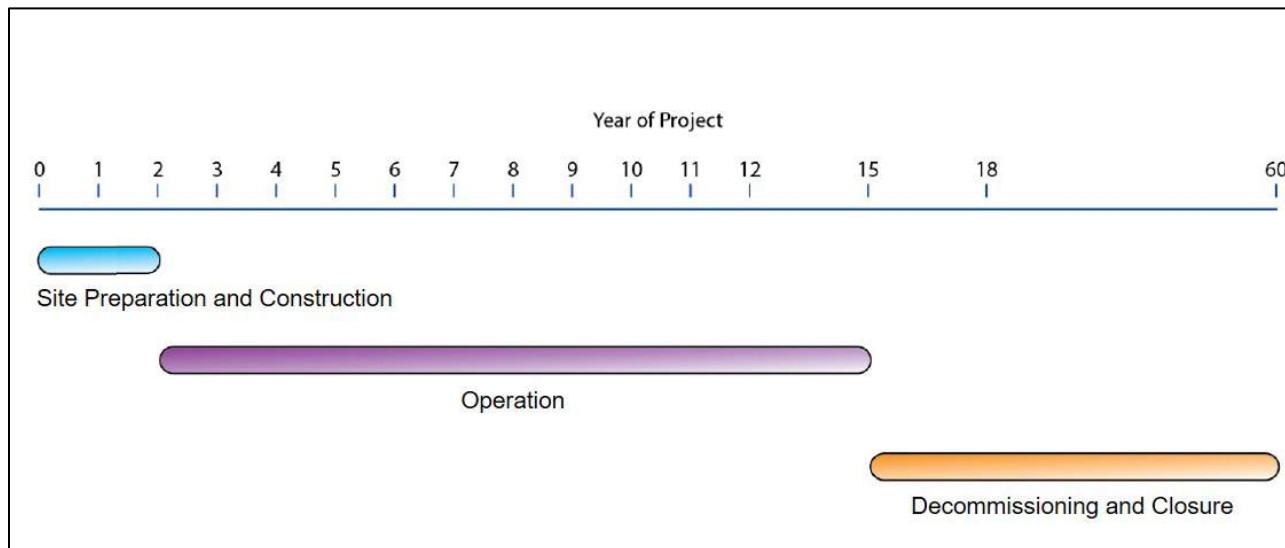 Year of Project
0 1 2 3 4 5 6 7 8 9 10 11 12 15 18 60
Site Preparation and Construction
Operation
Decommissioning and Closure